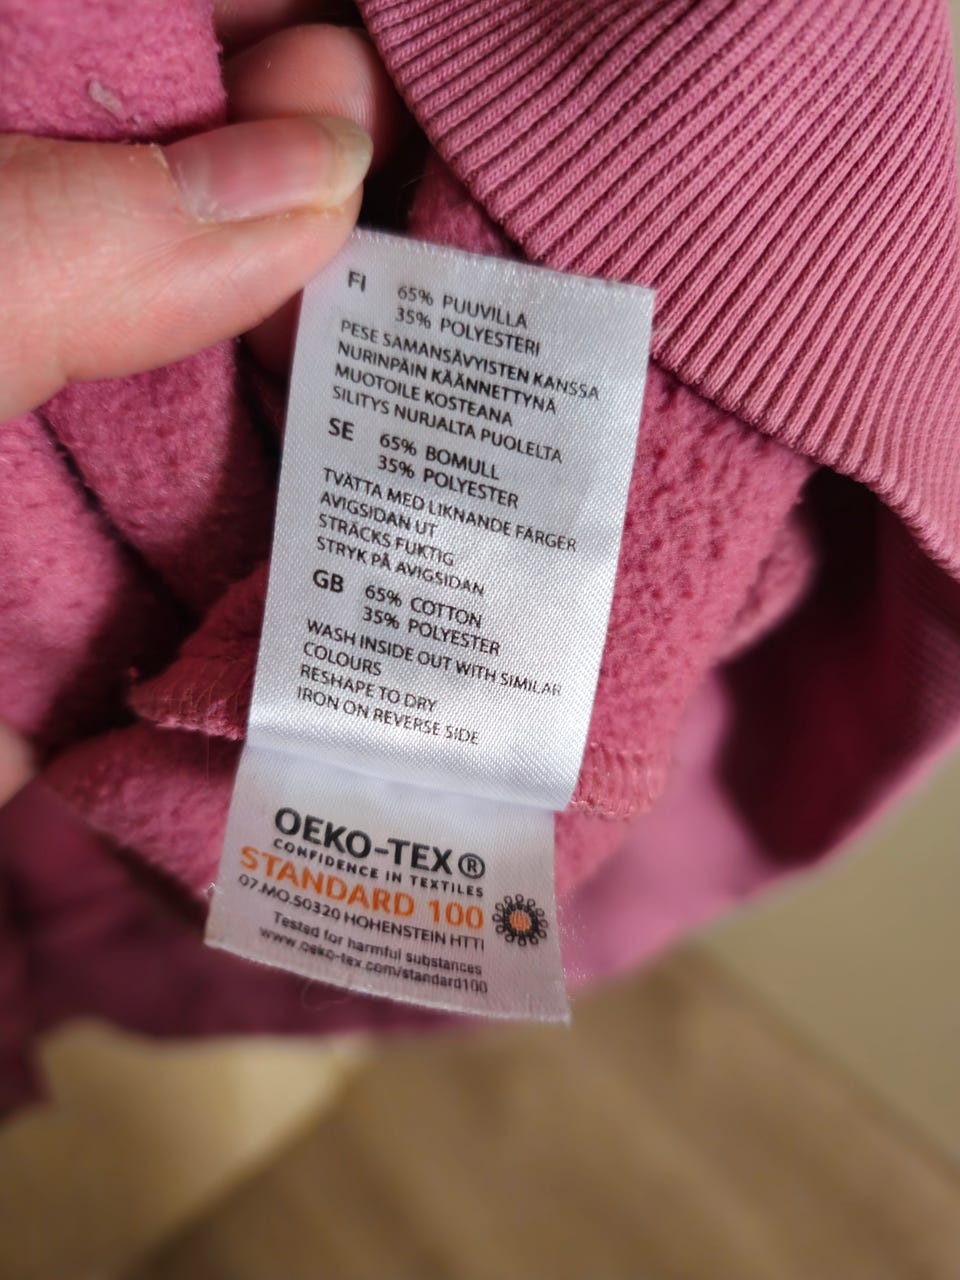 FI 65% PUUVILLA
35% POLYESTERI
PESE SAMANSÄVYISTEN KANSSA
NURINPÄIN KÄÄNNETTYNÄ
MUOTOILE KOSTEANA
SILITYS NURJALTA PUOLELTA
SE 65% BOMULL
35% POLYESTER
TVÄTTA MED LIKNANDE FÄRGER
AVIGSIDAN UT
STRÄCKS FUKTIG
STRYK PÅ AVIGSIDAN
GB 65% COTTON
35% POLYESTER
WASH INSIDE OUT WITH SIMILAR
COLOURS
RESHAPE TO DRY
IRON ON REVERSE SIDE
OEKO-TEX®
CONFIDENCE IN TEXTILES
STANDARD 100
07.MO.50320 HOHENSTEIN HTTI
Tested for harmful substances
www.oeko-tex.com/standard100